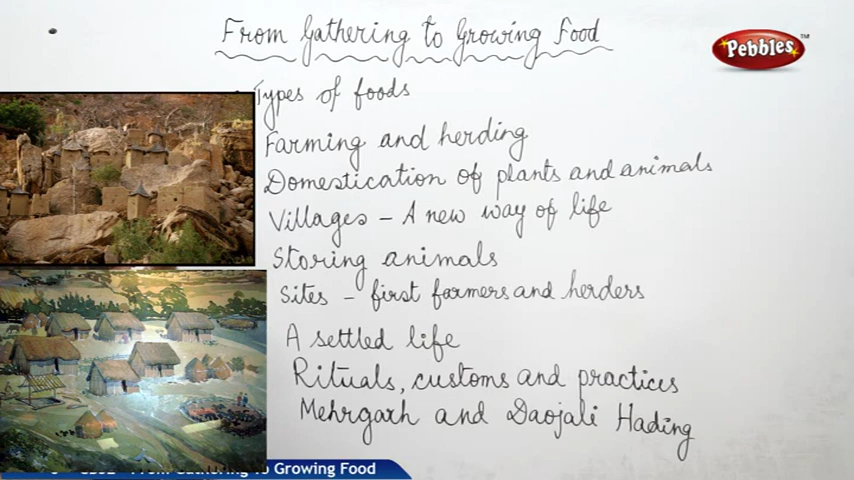 From Gathering to Growing Food
Pebbles™
Types of foods
Farming and herding
Domestication of plants and animals
Villages - A new way of life
Storing animals
Sites - first farmers and herders
A settled life
Rituals, customs and practices
Mehrgarh and Daojali Hading
From Gathering To Growing Food